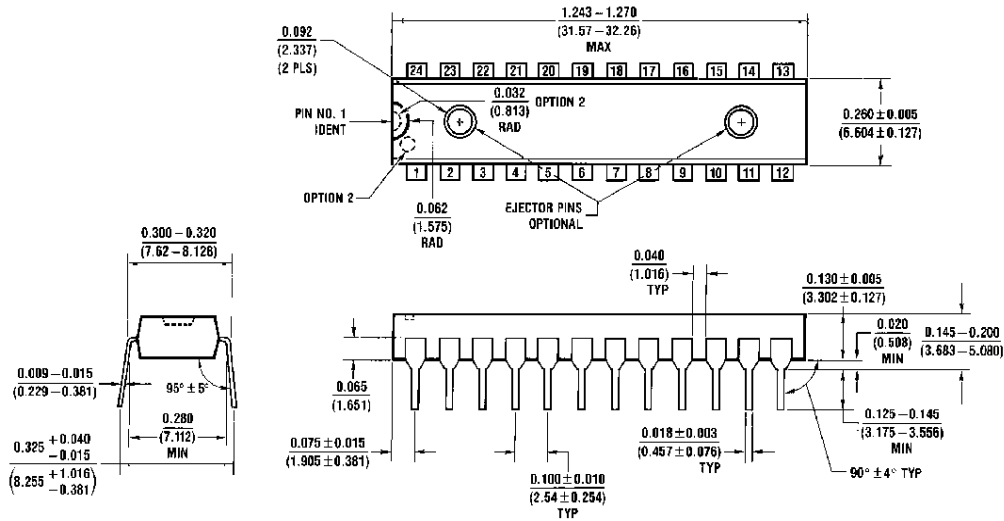 1.243 – 1.270
(31.57 – 32.26)
MAX
0.092
(2.337)
(2 PLS)
24 23 22 21 20 19 18 17 16 15 14 13
0.032
(0.813)
RAD
OPTION 2
PIN NO. 1
IDENT
0.260 ± 0.005
(6.604 ± 0.127)
1 2 3 4 5 6 7 8 9 10 11 12
OPTION 2
0.062
(1.575)
RAD
EJECTOR PINS
OPTIONAL
0.300 – 0.320
(7.62 – 8.128)
0.040
(1.016)
TYP
0.130 ± 0.005
(3.302 ± 0.127)
0.020
(0.508)
MIN
0.145 – 0.200
(3.683 – 5.080)
0.009 – 0.015
(0.229 – 0.381)
95° ± 5°
0.065
(1.651)
0.280
(7.112)
MIN
0.125 – 0.145
(3.175 – 3.556)
MIN
0.325 +0.040
−0.015
(8.255 +1.016
−0.381)
0.075 ± 0.015
(1.905 ± 0.381)
0.018 ± 0.003
(0.457 ± 0.076)
TYP
90° ± 4° TYP
0.100 ± 0.010
(2.54 ± 0.254)
TYP